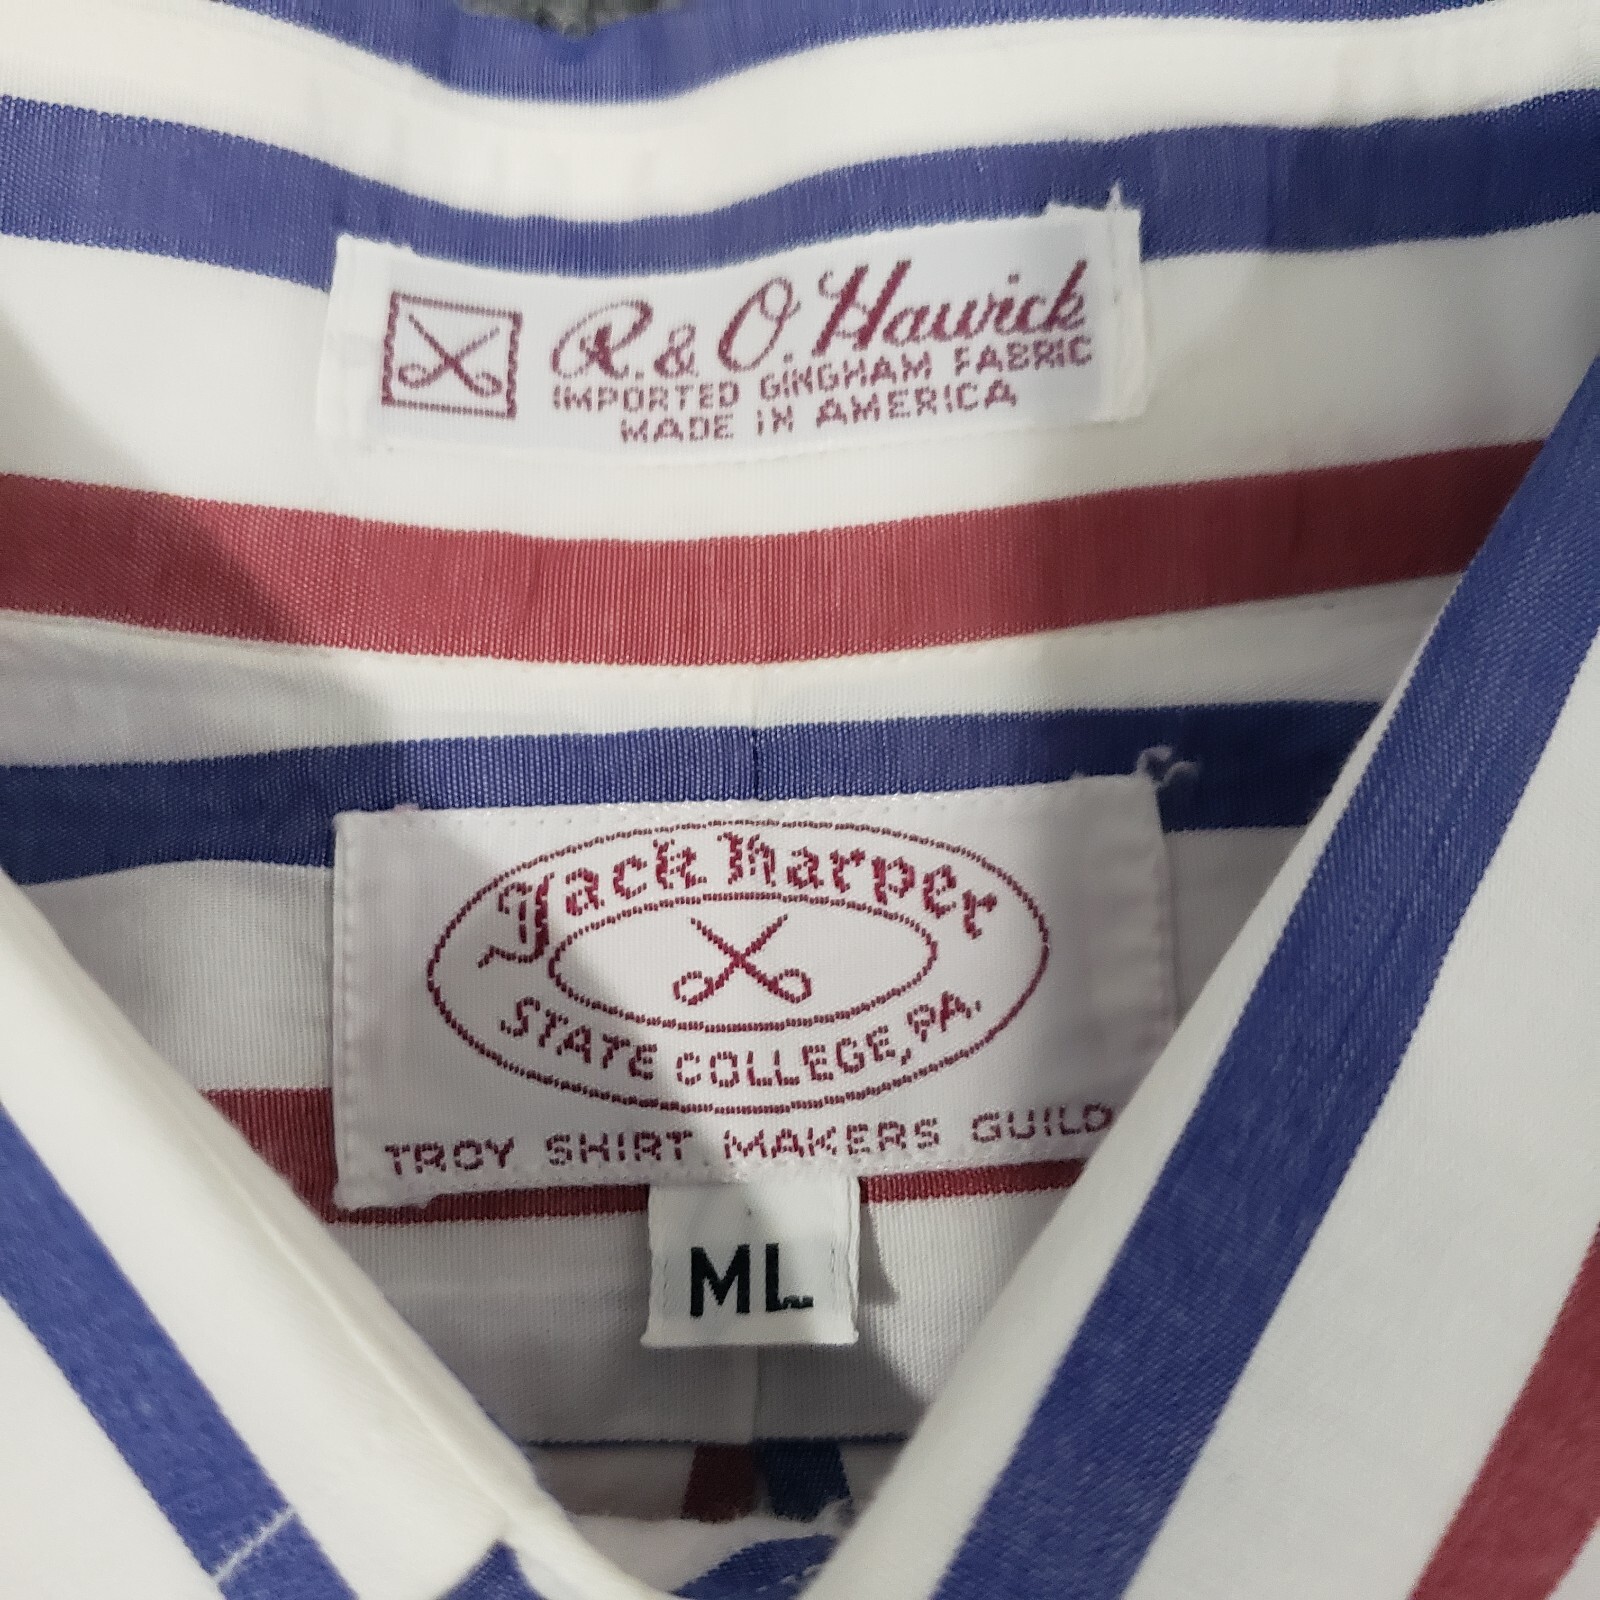 R. & O. Hawick
IMPORTED GINGHAM FABRIC
MADE IN AMERICA
Jack Harper
STATE COLLEGE, PA.
TROY SHIRT MAKERS GUILD
ML